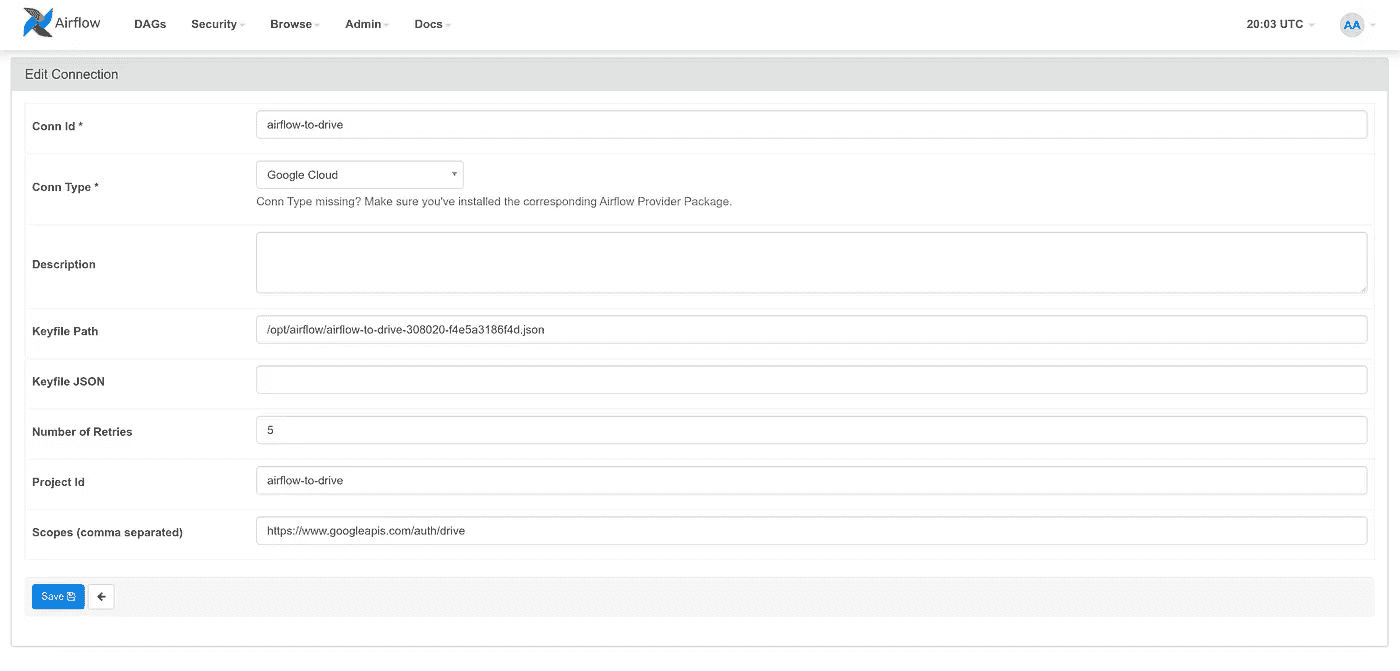 Airflow DAGs Security Browse Admin Docs 20:03 UTC AA
Edit Connection
Conn Id * airflow-to-drive
Conn Type * Google Cloud
Conn Type missing? Make sure you've installed the corresponding Airflow Provider Package.
Description
Keyfile Path /opt/airflow/airflow-to-drive-308020-f4e5a3186f4d.json
Keyfile JSON
Number of Retries 5
Project Id airflow-to-drive
Scopes (comma separated) https://www.googleapis.com/auth/drive
Save